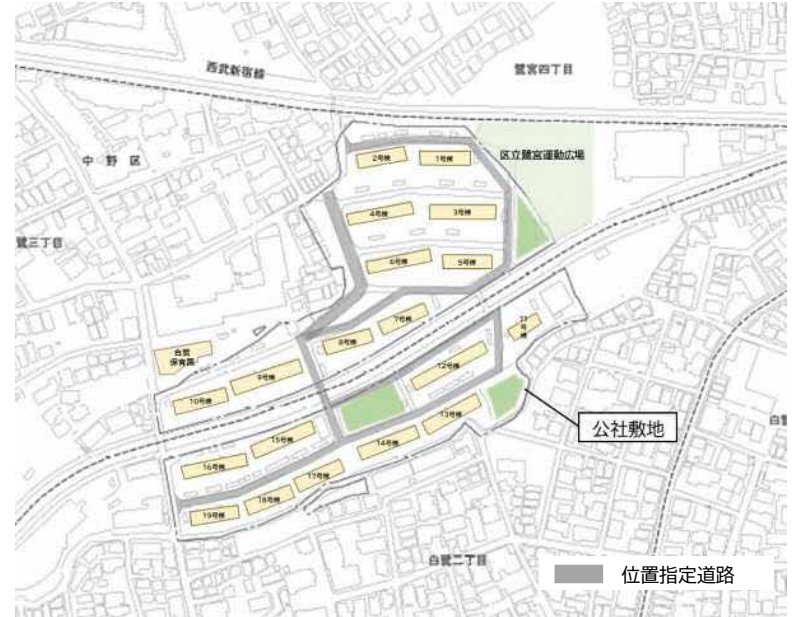 西武新宿線
鷺宮四丁目
中野区
2号棟
1号棟
区立鷺宮運動広場
4号棟
3号棟
鷺三丁目
6号棟
5号棟
7号棟
11号棟
8号棟
白鷺
保育園
12号棟
9号棟
10号棟
13号棟
公社敷地
15号棟
14号棟
16号棟
17号棟
18号棟
19号棟
白鷺二丁目
位置指定道路